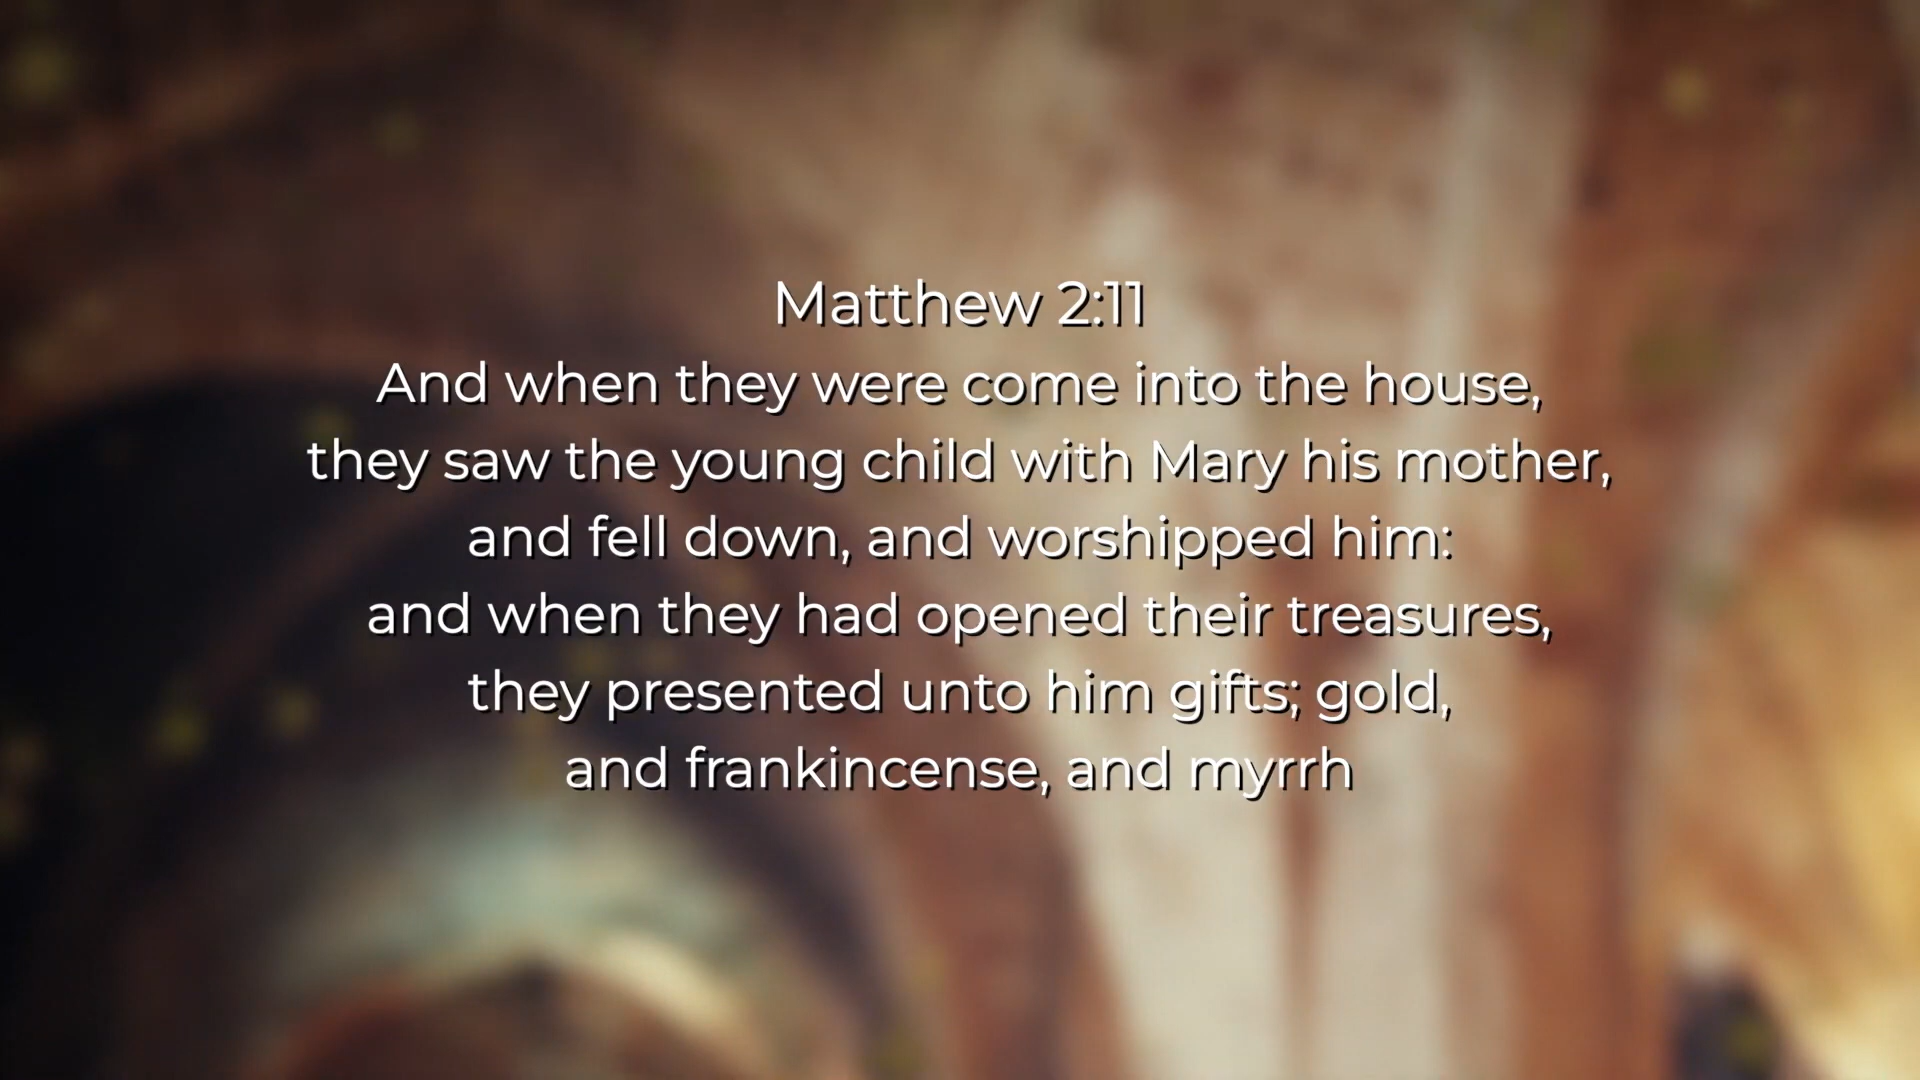 Matthew 2:11
And when they were come into the house,
they saw the young child with Mary his mother,
and fell down, and worshipped him:
and when they had opened their treasures,
they presented unto him gifts; gold,
and frankincense, and myrrh